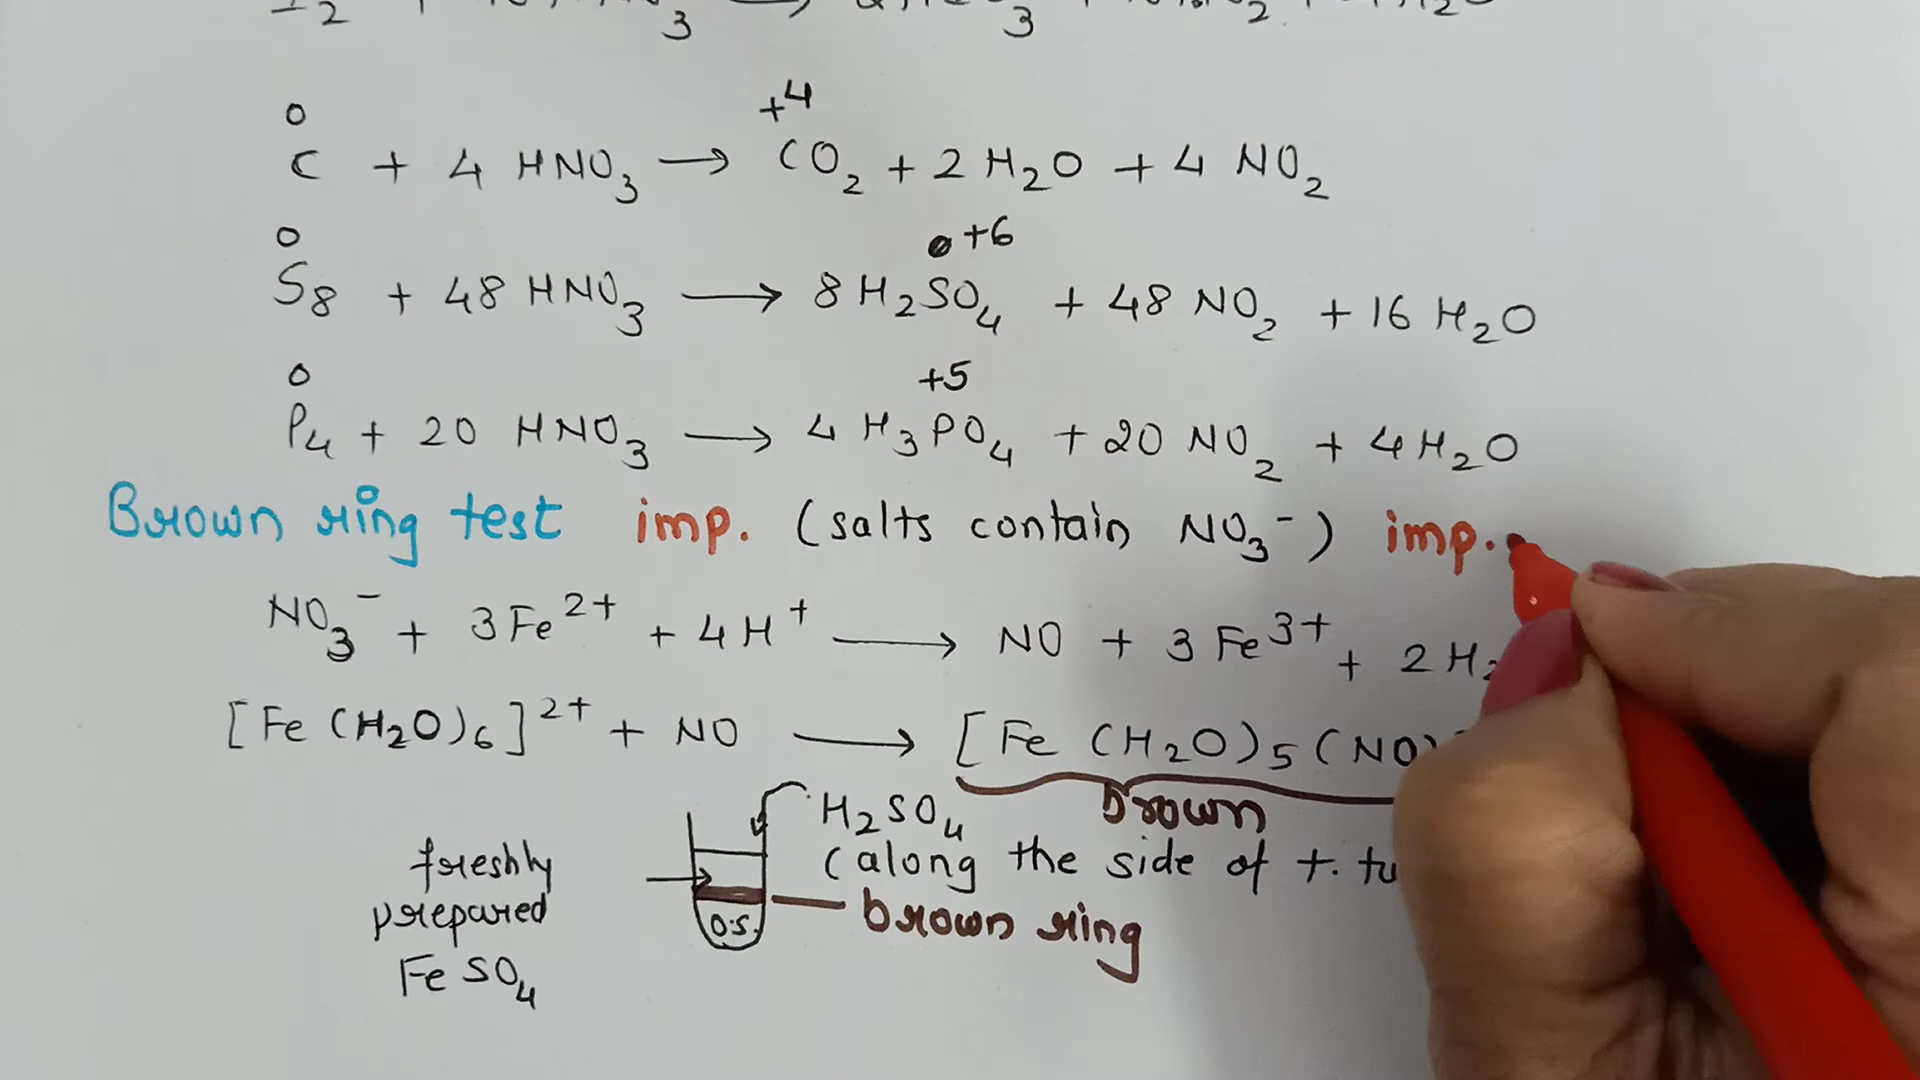 0 +4
C + 4 HNO₃ ⟶ CO₂ + 2 H₂O + 4 NO₂
0 +6
S₈ + 48 HNO₃ ⟶ 8 H₂SO₄ + 48 NO₂ + 16 H₂O
0 +5
P₄ + 20 HNO₃ ⟶ 4 H₃PO₄ + 20 NO₂ + 4 H₂O
Brown ring test imp. (salts contain NO₃⁻) imp.
NO₃⁻ + 3 Fe²⁺ + 4 H⁺ ⟶ NO + 3 Fe³⁺ + 2 H₂
[Fe (H₂O)₆]²⁺ + NO ⟶ [Fe (H₂O)₅ (NO)
brown
H₂SO₄
(along the side of t. tu
freshly
prepared
FeSO₄
O.S.
brown ring